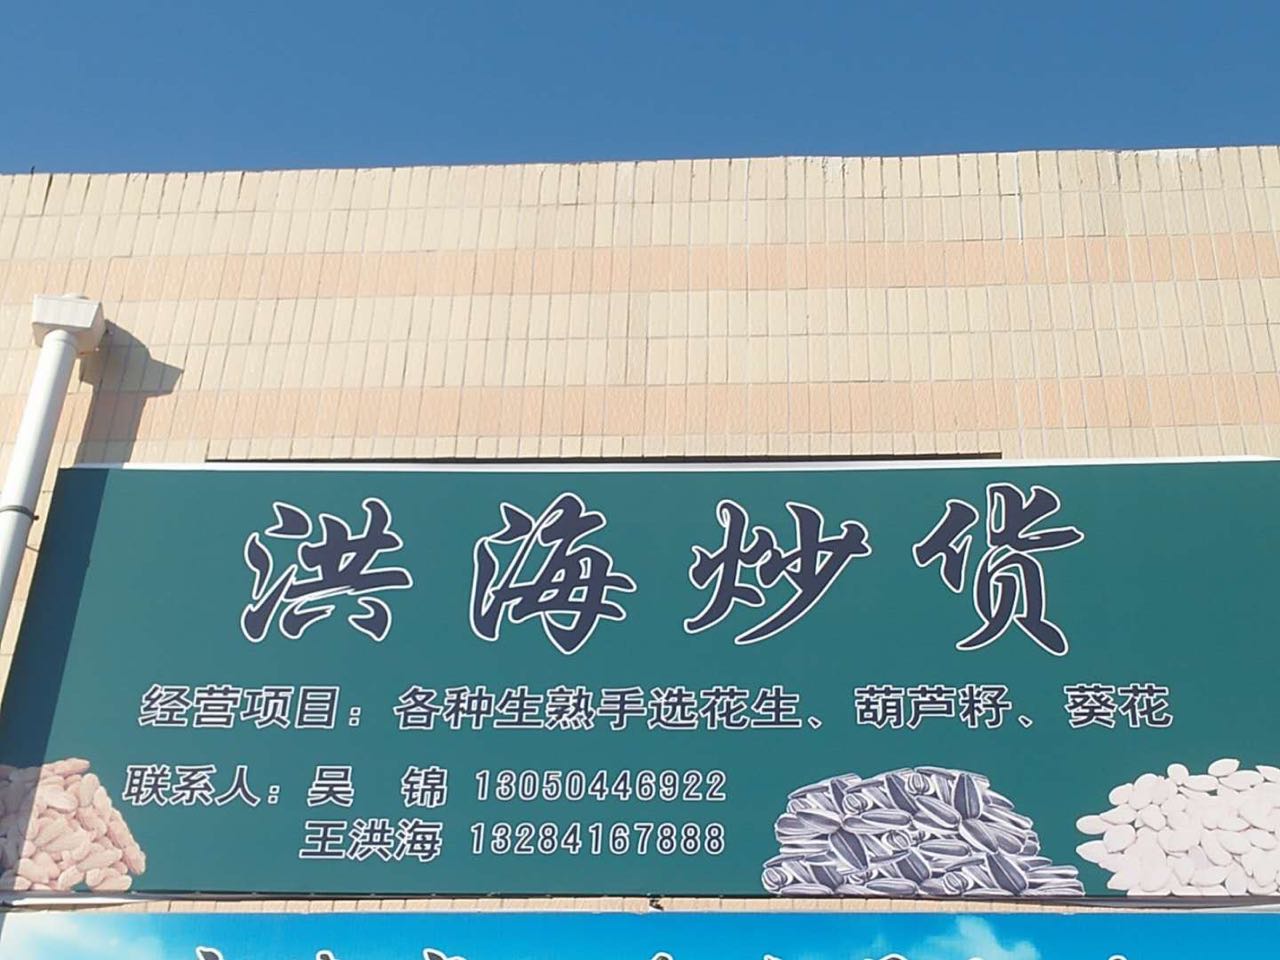 洪海炒货
经营项目：各种生熟手选花生、葫芦籽、葵花
联系人：吴　锦 13050446922
王洪海 13284167888